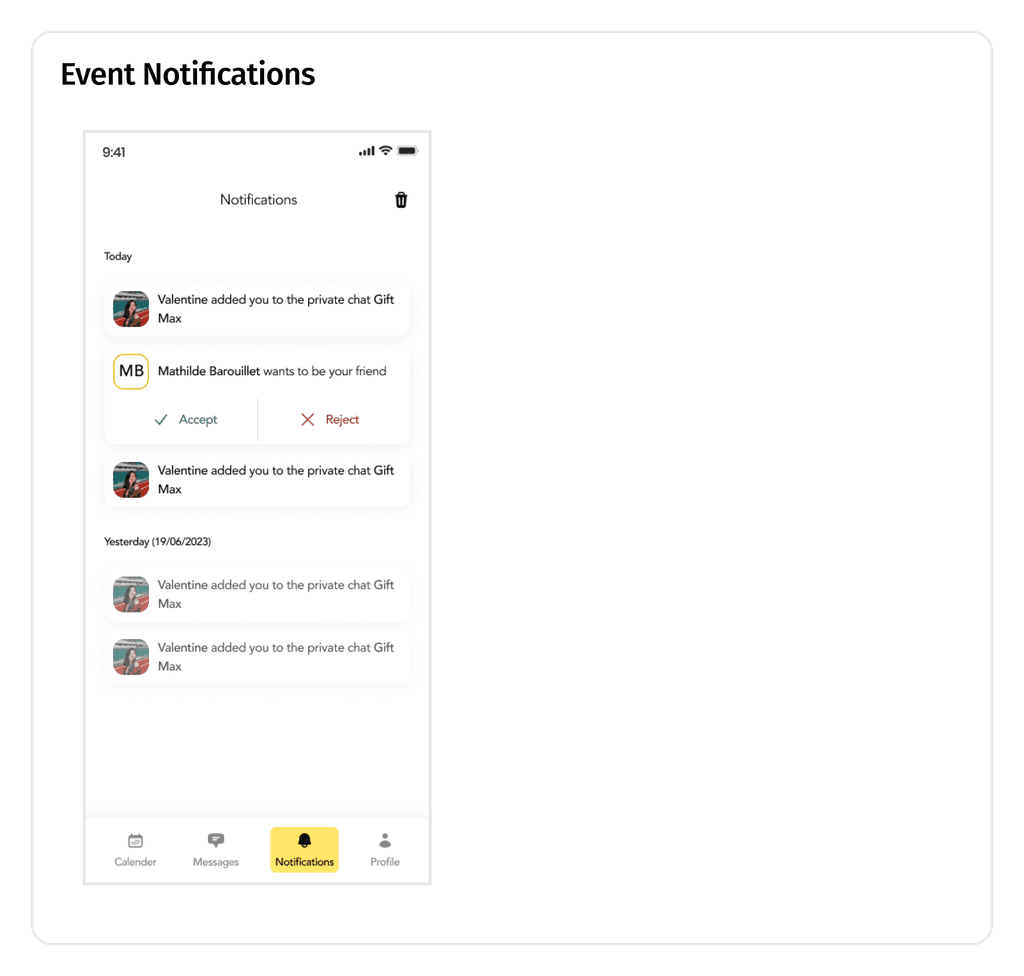 Event Notifications
9:41
Notifications
Today
Valentine added you to the private chat Gift
Max
MB
Mathilde Barouillet wants to be your friend
Accept
Reject
Valentine added you to the private chat Gift
Max
Yesterday (19/06/2023)
Valentine added you to the private chat Gift
Max
Valentine added you to the private chat Gift
Max
Calender
Messages
Notifications
Profile